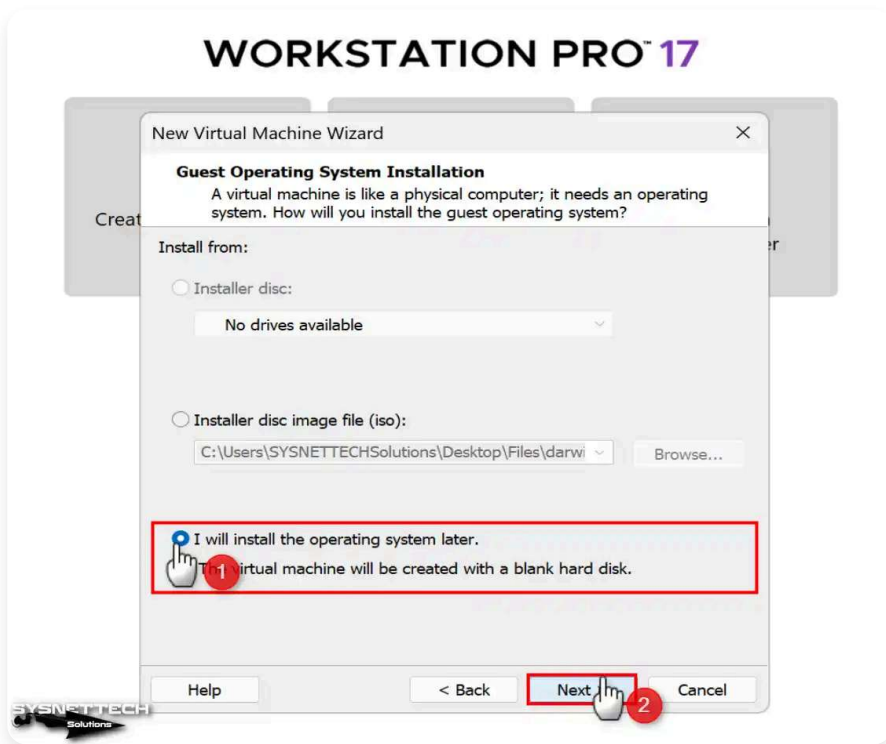 WORKSTATION PRO™ 17
New Virtual Machine Wizard
Guest Operating System Installation
A virtual machine is like a physical computer; it needs an operating
system. How will you install the guest operating system?
Creat
er
Install from:
Installer disc:
No drives available
Installer disc image file (iso):
C:\Users\SYSNETTECHSolutions\Desktop\Files\darwi
Browse...
I will install the operating system later.
1
The virtual machine will be created with a blank hard disk.
Help
< Back
Next
Cancel
2
SYSNETTECH
Solutions